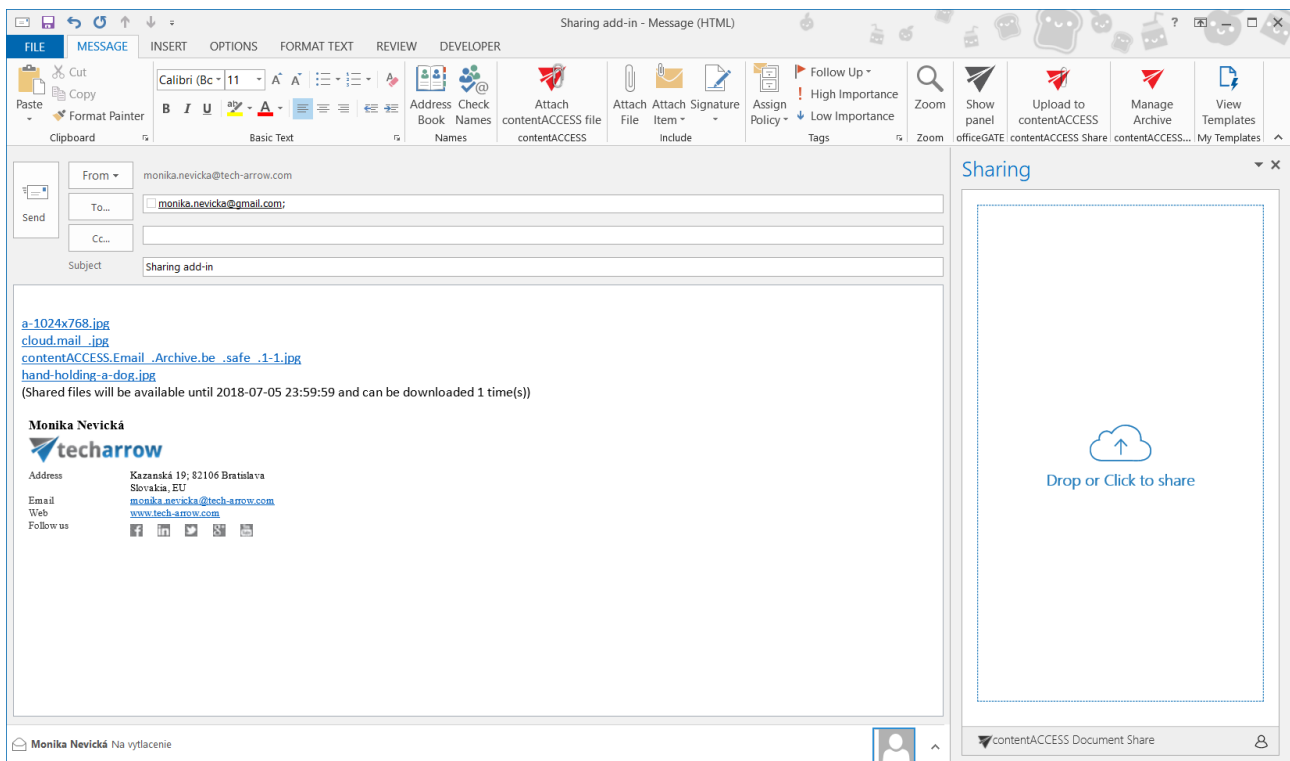 Sharing add-in - Message (HTML)
?
FILE MESSAGE INSERT OPTIONS FORMAT TEXT REVIEW DEVELOPER
Paste
Cut
Copy
Format Painter
Clipboard
Calibri (Bc 11
B I U
Basic Text
Address Book
Check Names
Names
Attach contentACCESS file
contentACCESS
Attach File
Attach Item
Signature
Include
Assign Policy
Follow Up
High Importance
Low Importance
Tags
Zoom
Zoom
Show panel
officeGATE
Upload to contentACCESS
contentACCESS Share
Manage Archive
contentACCESS...
View Templates
My Templates
Send
From monika.nevicka@tech-arrow.com
To... monika.nevicka@gmail.com;
Cc...
Subject Sharing add-in
a-1024x768.jpg
cloud.mail_.jpg
contentACCESS.Email_.Archive.be_.safe_.1-1.jpg
hand-holding-a-dog.jpg
(Shared files will be available until 2018-07-05 23:59:59 and can be downloaded 1 time(s))
Monika Nevická
techarrow
Address Kazanská 19; 82106 Bratislava
Slovakia, EU
Email monika.nevicka@tech-arrow.com
Web www.tech-arrow.com
Follow us
Monika Nevická Na vytlacenie
Sharing
Drop or Click to share
contentACCESS Document Share